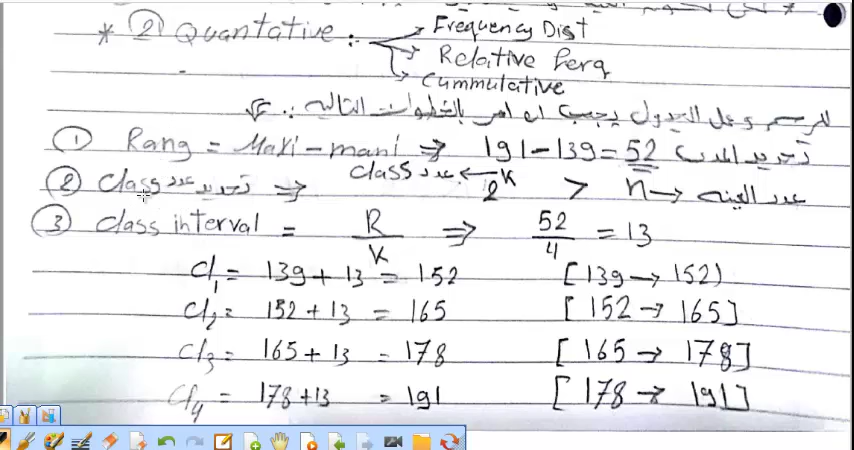 * ② Quantative :- → Frequency Dist
→ Relative Ferq
→ Cummulative
للرسم وعمل الجدول يجب ان اهر بالخطوات التاليه :-
① Rang = Maxi - mani ⇒ 191 - 139 = 52 تحديد المدى
② Class تحديد عدد ⇒ class عدد ← 2^k > n → عدد العينه
③ Class interval = R/K ⇒ 52/4 = 13
Cl₁ = 139 + 13 = 152 [139 → 152)
Cl₂ = 152 + 13 = 165 [152 → 165]
Cl₃ = 165 + 13 = 178 [165 → 178]
Cl₄ = 178 + 13 = 191 [178 → 191]